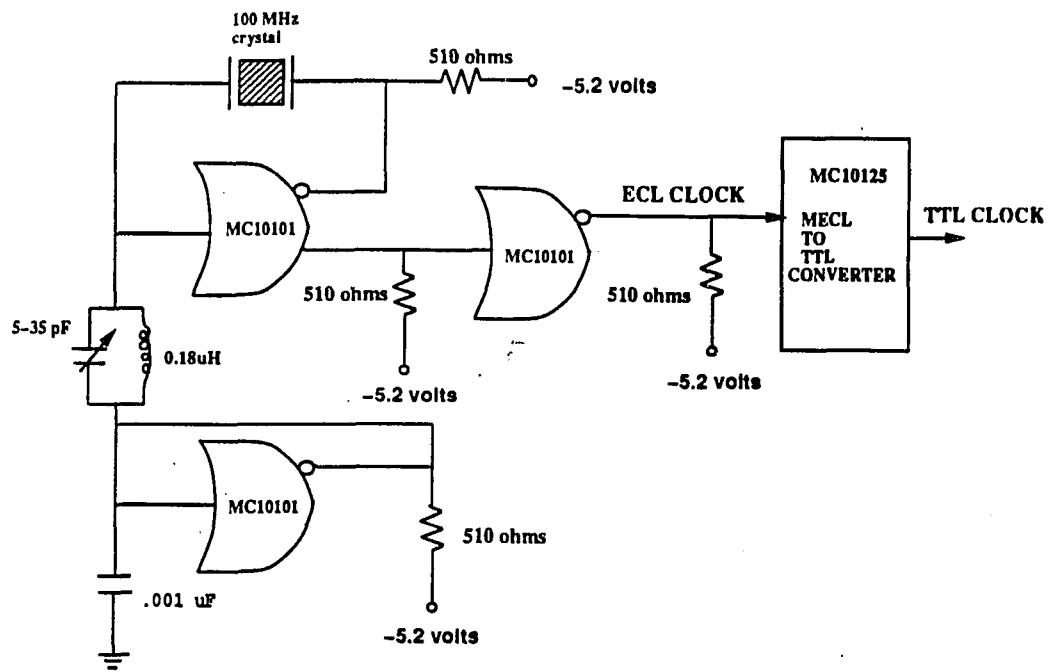 100 MHz
crystal
510 ohms
-5.2 volts
MC10101
ECL CLOCK
MC10101
510 ohms
-5.2 volts
510 ohms
-5.2 volts
MC10125
MECL
TO
TTL
CONVERTER
TTL CLOCK
5-35 pF
0.18uH
MC10101
510 ohms
-5.2 volts
.001 uF